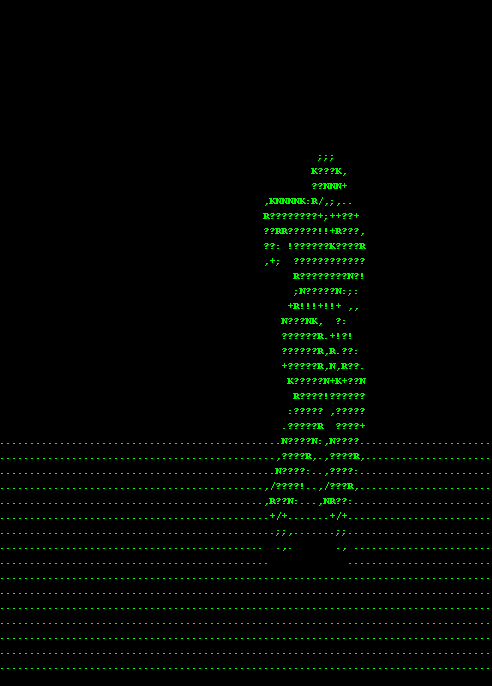 ;;;
K???K,
??NNN+
,KNNNNK:R/,;,..
R????????+;++??+
??RR?????!!+R???,
??: !???????K????R
,+;  ????????????
R????????N?!
;N?????N:;:
+R!!!+!!+ ,,
N???NK,  ?:
??????R.+!?!
??????R,R.??:
+?????R,N,R??.
K?????N+K+??N
R????!??????
:????? ,?????
.?????R  ????+
N????N:,N????
,????R,.,????R,
N????:..,????:
,/????!..,/???R,
,R??N:...,NR??:
+/+.......+/+
;;,.......;;
.,.       .,